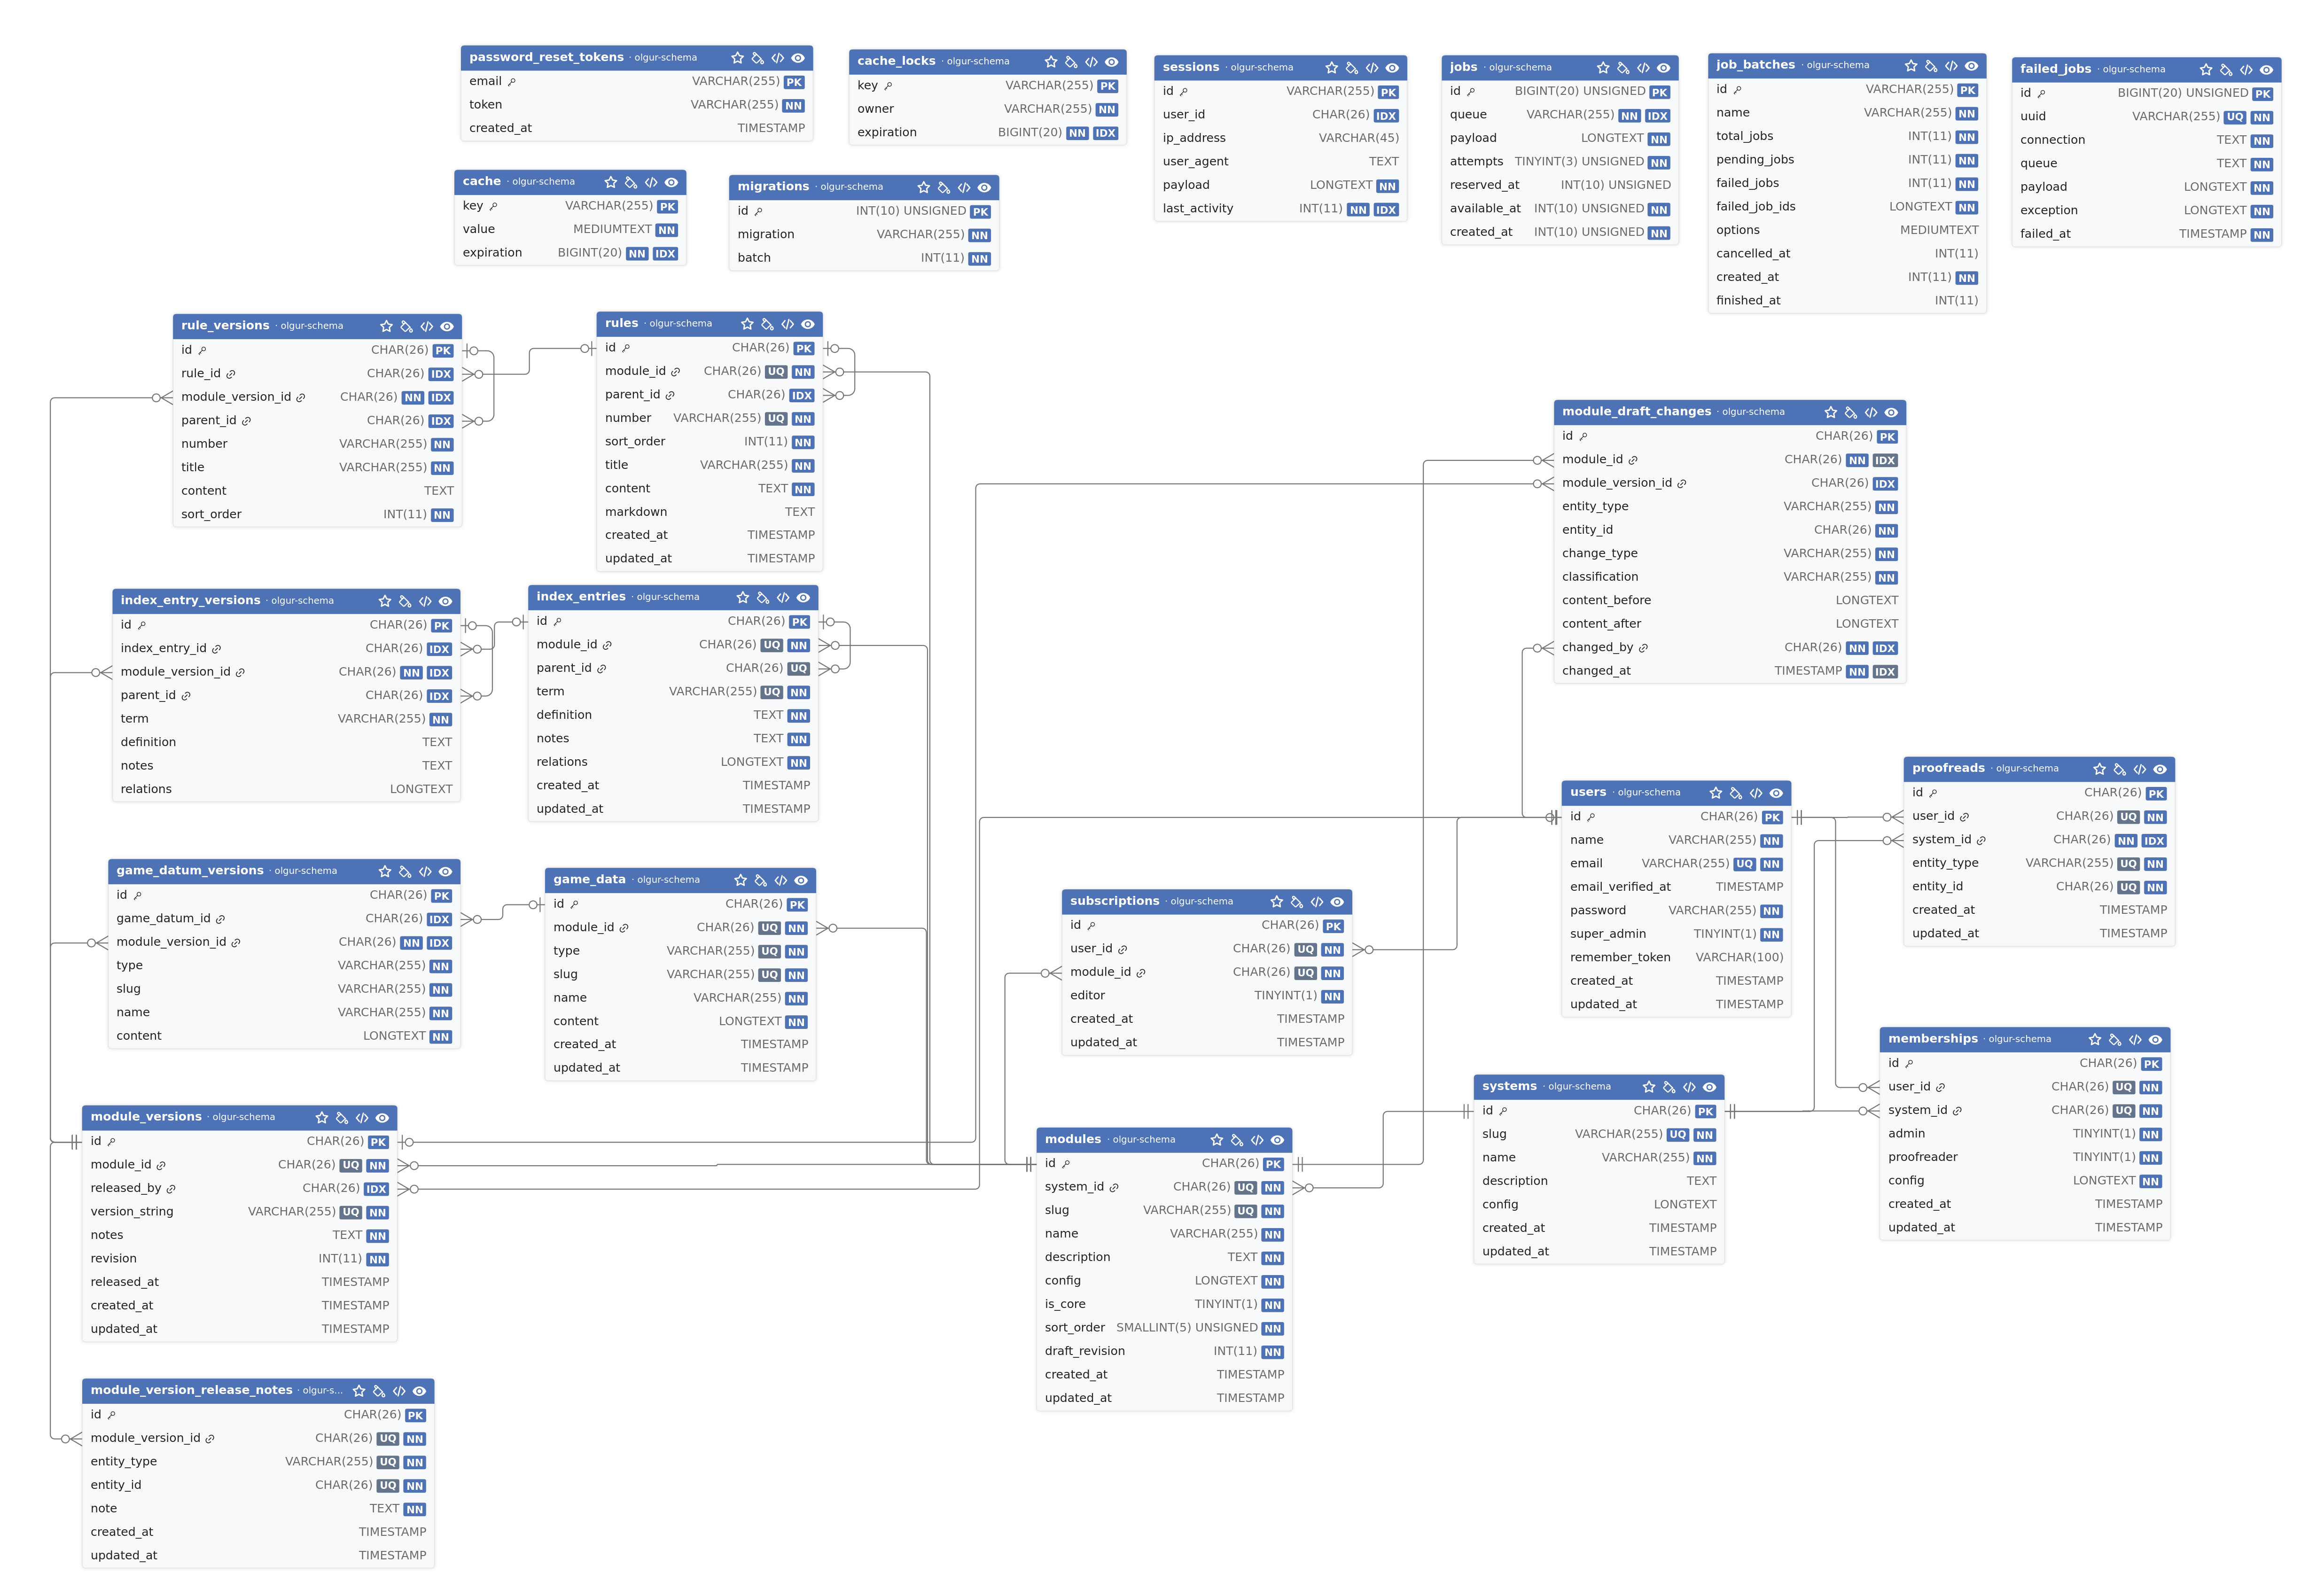 password_reset_tokens · olgur-schema
email VARCHAR(255) PK
token VARCHAR(255) NN
created_at TIMESTAMP
cache_locks · olgur-schema
key VARCHAR(255) PK
owner VARCHAR(255) NN
expiration BIGINT(20) NN IDX
sessions · olgur-schema
id VARCHAR(255) PK
user_id CHAR(26) IDX
ip_address VARCHAR(45)
user_agent TEXT
payload LONGTEXT NN
last_activity INT(11) NN IDX
jobs · olgur-schema
id BIGINT(20) UNSIGNED PK
queue VARCHAR(255) NN IDX
payload LONGTEXT NN
attempts TINYINT(3) UNSIGNED NN
reserved_at INT(10) UNSIGNED
available_at INT(10) UNSIGNED NN
created_at INT(10) UNSIGNED NN
job_batches · olgur-schema
id VARCHAR(255) PK
name VARCHAR(255) NN
total_jobs INT(11) NN
pending_jobs INT(11) NN
failed_jobs INT(11) NN
failed_job_ids LONGTEXT NN
options MEDIUMTEXT
cancelled_at INT(11)
created_at INT(11) NN
finished_at INT(11)
failed_jobs · olgur-schema
id BIGINT(20) UNSIGNED PK
uuid VARCHAR(255) UQ NN
connection TEXT NN
queue TEXT NN
payload LONGTEXT NN
exception LONGTEXT NN
failed_at TIMESTAMP NN
cache · olgur-schema
key VARCHAR(255) PK
value MEDIUMTEXT NN
expiration BIGINT(20) NN IDX
migrations · olgur-schema
id INT(10) UNSIGNED PK
migration VARCHAR(255) NN
batch INT(11) NN
rule_versions · olgur-schema
id CHAR(26) PK
rule_id CHAR(26) IDX
module_version_id CHAR(26) NN IDX
parent_id CHAR(26) IDX
number VARCHAR(255) NN
title VARCHAR(255) NN
content TEXT
sort_order INT(11) NN
rules · olgur-schema
id CHAR(26) PK
module_id CHAR(26) UQ NN
parent_id CHAR(26) IDX
number VARCHAR(255) UQ NN
sort_order INT(11) NN
title VARCHAR(255) NN
content TEXT NN
markdown TEXT
created_at TIMESTAMP
updated_at TIMESTAMP
module_draft_changes · olgur-schema
id CHAR(26) PK
module_id CHAR(26) NN IDX
module_version_id CHAR(26) IDX
entity_type VARCHAR(255) NN
entity_id CHAR(26) NN
change_type VARCHAR(255) NN
classification VARCHAR(255) NN
content_before LONGTEXT
content_after LONGTEXT
changed_by CHAR(26) NN IDX
changed_at TIMESTAMP NN IDX
index_entry_versions · olgur-schema
id CHAR(26) PK
index_entry_id CHAR(26) IDX
module_version_id CHAR(26) NN IDX
parent_id CHAR(26) IDX
term VARCHAR(255) NN
definition TEXT
notes TEXT
relations LONGTEXT
index_entries · olgur-schema
id CHAR(26) PK
module_id CHAR(26) UQ NN
parent_id CHAR(26) UQ
term VARCHAR(255) UQ NN
definition TEXT NN
notes TEXT NN
relations LONGTEXT NN
created_at TIMESTAMP
updated_at TIMESTAMP
users · olgur-schema
id CHAR(26) PK
name VARCHAR(255) NN
email VARCHAR(255) UQ NN
email_verified_at TIMESTAMP
password VARCHAR(255) NN
super_admin TINYINT(1) NN
remember_token VARCHAR(100)
created_at TIMESTAMP
updated_at TIMESTAMP
proofreads · olgur-schema
id CHAR(26) PK
user_id CHAR(26) UQ NN
system_id CHAR(26) NN IDX
entity_type VARCHAR(255) UQ NN
entity_id CHAR(26) UQ NN
created_at TIMESTAMP
updated_at TIMESTAMP
game_datum_versions · olgur-schema
id CHAR(26) PK
game_datum_id CHAR(26) IDX
module_version_id CHAR(26) NN IDX
type VARCHAR(255) NN
slug VARCHAR(255) NN
name VARCHAR(255) NN
content LONGTEXT NN
game_data · olgur-schema
id CHAR(26) PK
module_id CHAR(26) UQ NN
type VARCHAR(255) UQ NN
slug VARCHAR(255) UQ NN
name VARCHAR(255) NN
content LONGTEXT NN
created_at TIMESTAMP
updated_at TIMESTAMP
subscriptions · olgur-schema
id CHAR(26) PK
user_id CHAR(26) UQ NN
module_id CHAR(26) UQ NN
editor TINYINT(1) NN
created_at TIMESTAMP
updated_at TIMESTAMP
memberships · olgur-schema
id CHAR(26) PK
user_id CHAR(26) UQ NN
system_id CHAR(26) UQ NN
admin TINYINT(1) NN
proofreader TINYINT(1) NN
config LONGTEXT NN
created_at TIMESTAMP
updated_at TIMESTAMP
systems · olgur-schema
id CHAR(26) PK
slug VARCHAR(255) UQ NN
name VARCHAR(255) NN
description TEXT
config LONGTEXT
created_at TIMESTAMP
updated_at TIMESTAMP
module_versions · olgur-schema
id CHAR(26) PK
module_id CHAR(26) UQ NN
released_by CHAR(26) IDX
version_string VARCHAR(255) UQ NN
notes TEXT NN
revision INT(11) NN
released_at TIMESTAMP
created_at TIMESTAMP
updated_at TIMESTAMP
modules · olgur-schema
id CHAR(26) PK
system_id CHAR(26) UQ NN
slug VARCHAR(255) UQ NN
name VARCHAR(255) NN
description TEXT NN
config LONGTEXT NN
is_core TINYINT(1) NN
sort_order SMALLINT(5) UNSIGNED NN
draft_revision INT(11) NN
created_at TIMESTAMP
updated_at TIMESTAMP
module_version_release_notes · olgur-s...
id CHAR(26) PK
module_version_id CHAR(26) UQ NN
entity_type VARCHAR(255) UQ NN
entity_id CHAR(26) UQ NN
note TEXT NN
created_at TIMESTAMP
updated_at TIMESTAMP